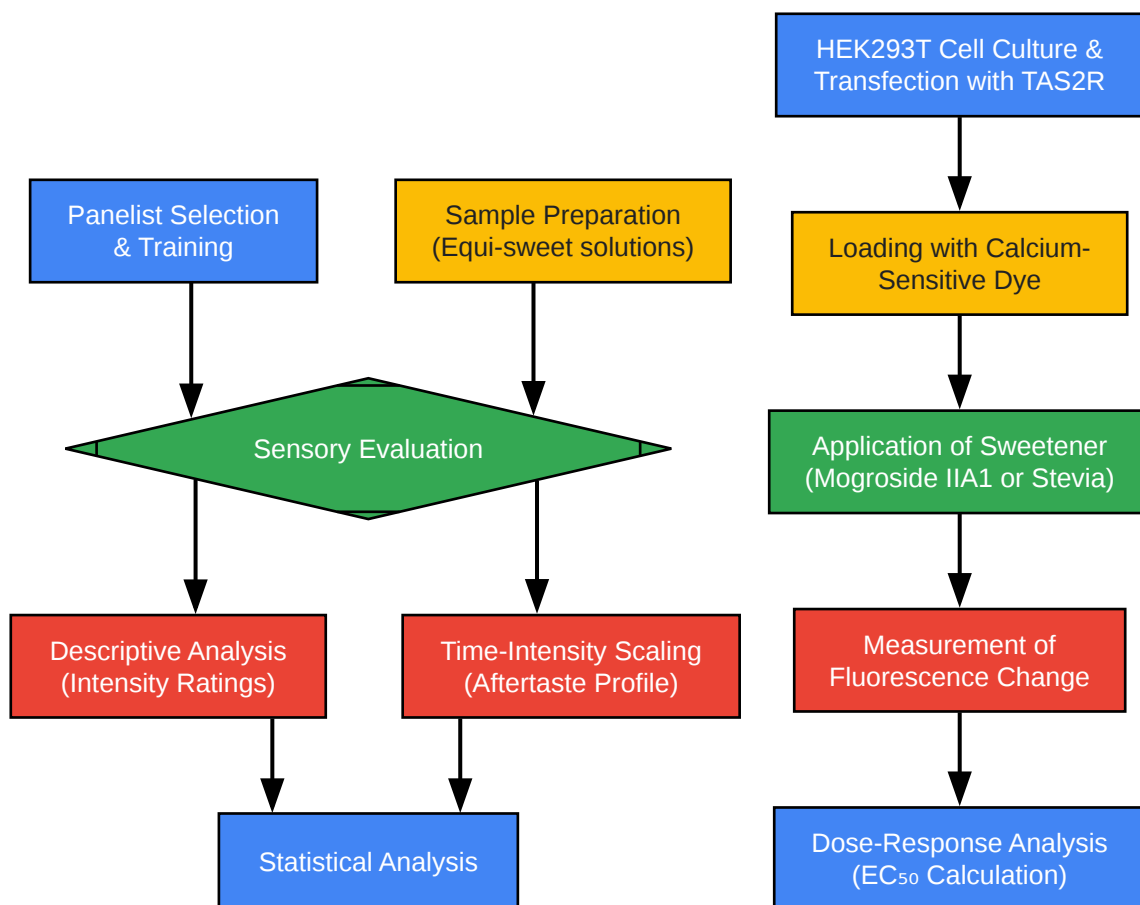 Panelist Selection
& Training
Sample Preparation
(Equi-sweet solutions)
Sensory Evaluation
Descriptive Analysis
(Intensity Ratings)
Time-Intensity Scaling
(Aftertaste Profile)
Statistical Analysis
HEK293T Cell Culture &
Transfection with TAS2R
Loading with Calcium-
Sensitive Dye
Application of Sweetener
(Mogroside IIA1 or Stevia)
Measurement of
Fluorescence Change
Dose-Response Analysis
(EC₅₀ Calculation)